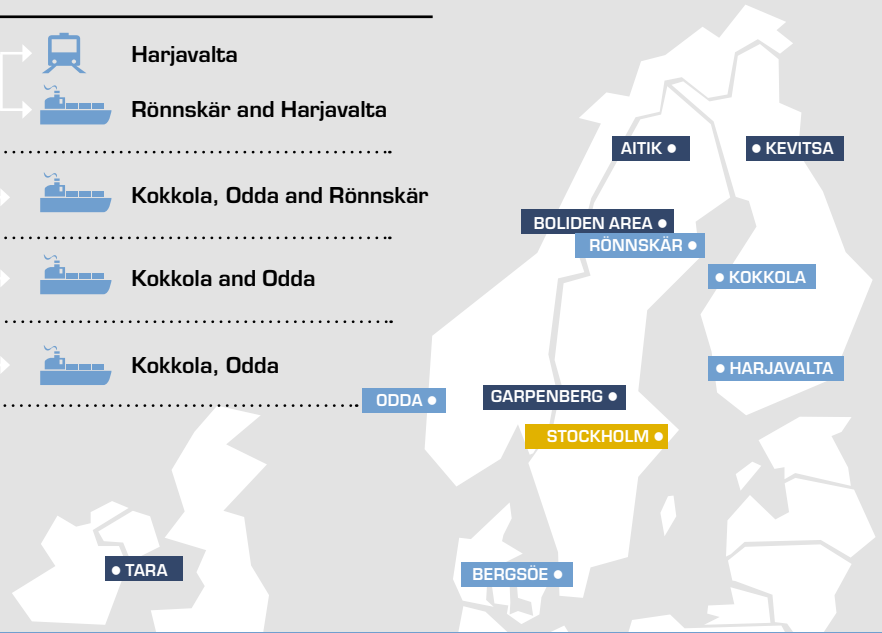 Harjavalta
Rönnskär and Harjavalta
Kokkola, Odda and Rönnskär
Kokkola and Odda
Kokkola, Odda
AITIK
KEVITSA
BOLIDEN AREA
RÖNNSKÄR
KOKKOLA
HARJAVALTA
ODDA
GARPENBERG
STOCKHOLM
TARA
BERGSÖE